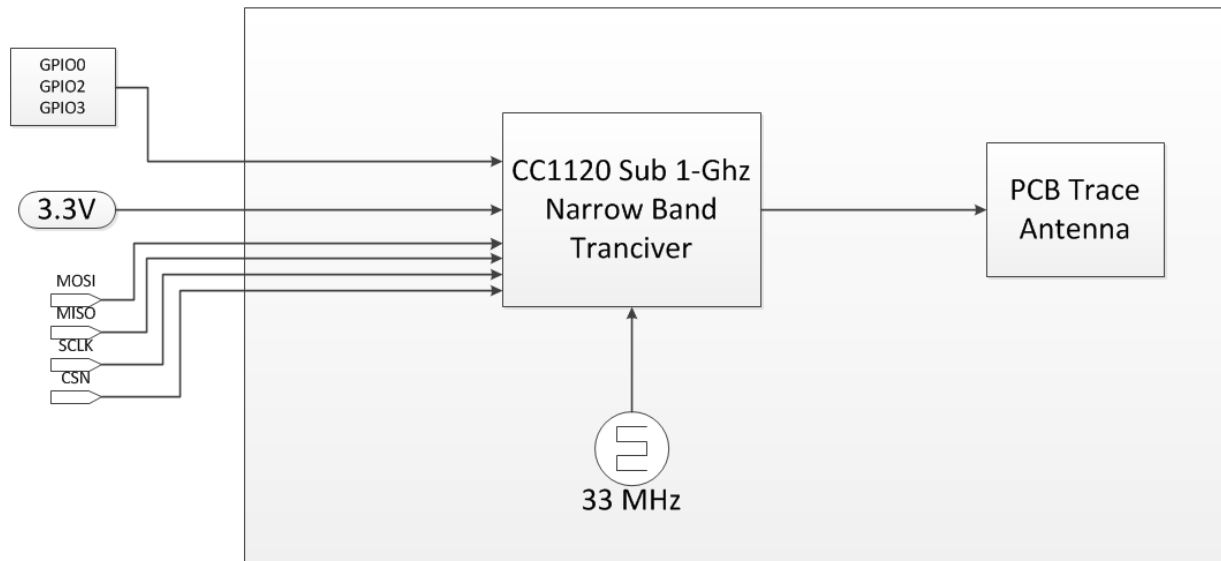 GPIO0
GPIO2
GPIO3
3.3V
MOSI
MISO
SCLK
CSN
CC1120 Sub 1-Ghz
Narrow Band
Tranciver
PCB Trace
Antenna
33 MHz